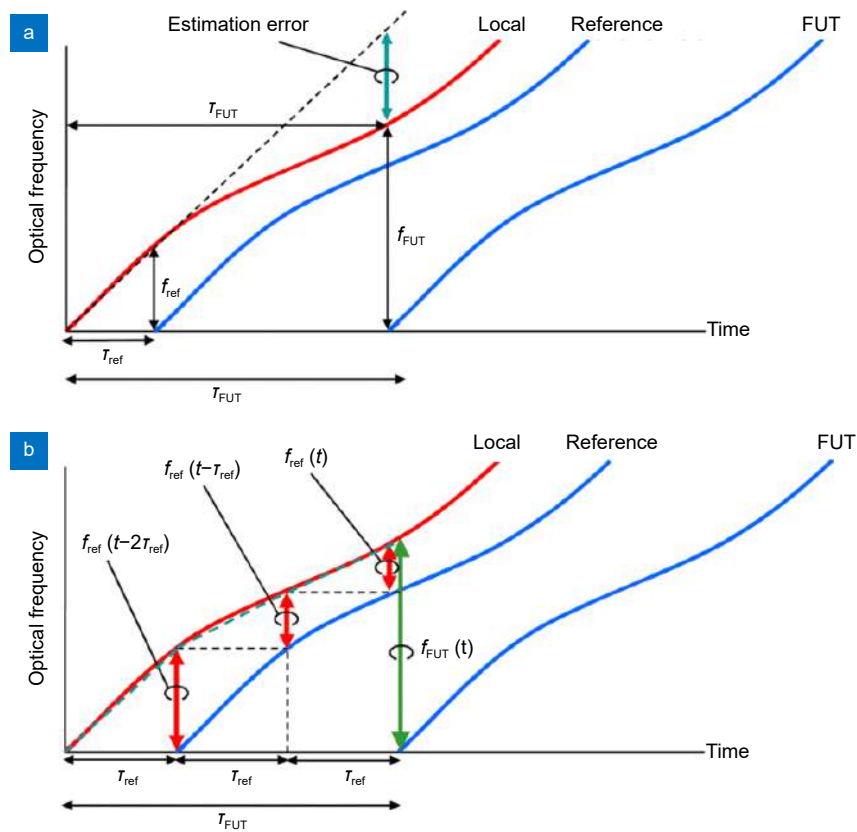 a
Estimation error
Local
Reference
FUT
τFUT
Optical frequency
fFUT
fref
Time
τref
τFUT
b
Local
Reference
FUT
fref (t−τref)
fref (t)
fref (t−2τref)
Optical frequency
fFUT (t)
Time
τref
τref
τref
τFUT